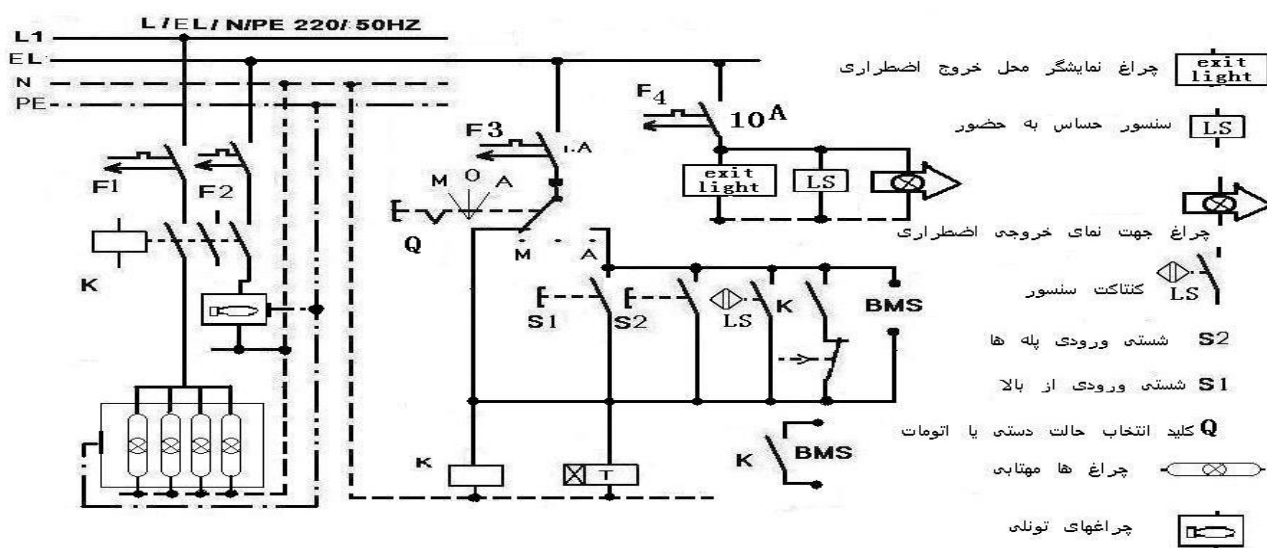 L/EL/N/PE 220/50HZ
L1
EL
N
PE
F1
F2
K
F3
M O A
Q
M
A
F4
10A
exit light
LS
S1
S2
LS
K
BMS
K
T
K
BMS
exit light
چراغ نمایشگر محل خروج اضطراری
LS
سنسور حساس به حضور
چراغ جهت نمای خروجی اضطراری
LS
کنتاکت سنسور
S2 شستی ورودی پله ها
S1 شستی ورودی از بالا
Q کلید انتخاب حالت دستی یا اتومات
چراغ ها مهتابی
چراغهای تونلی